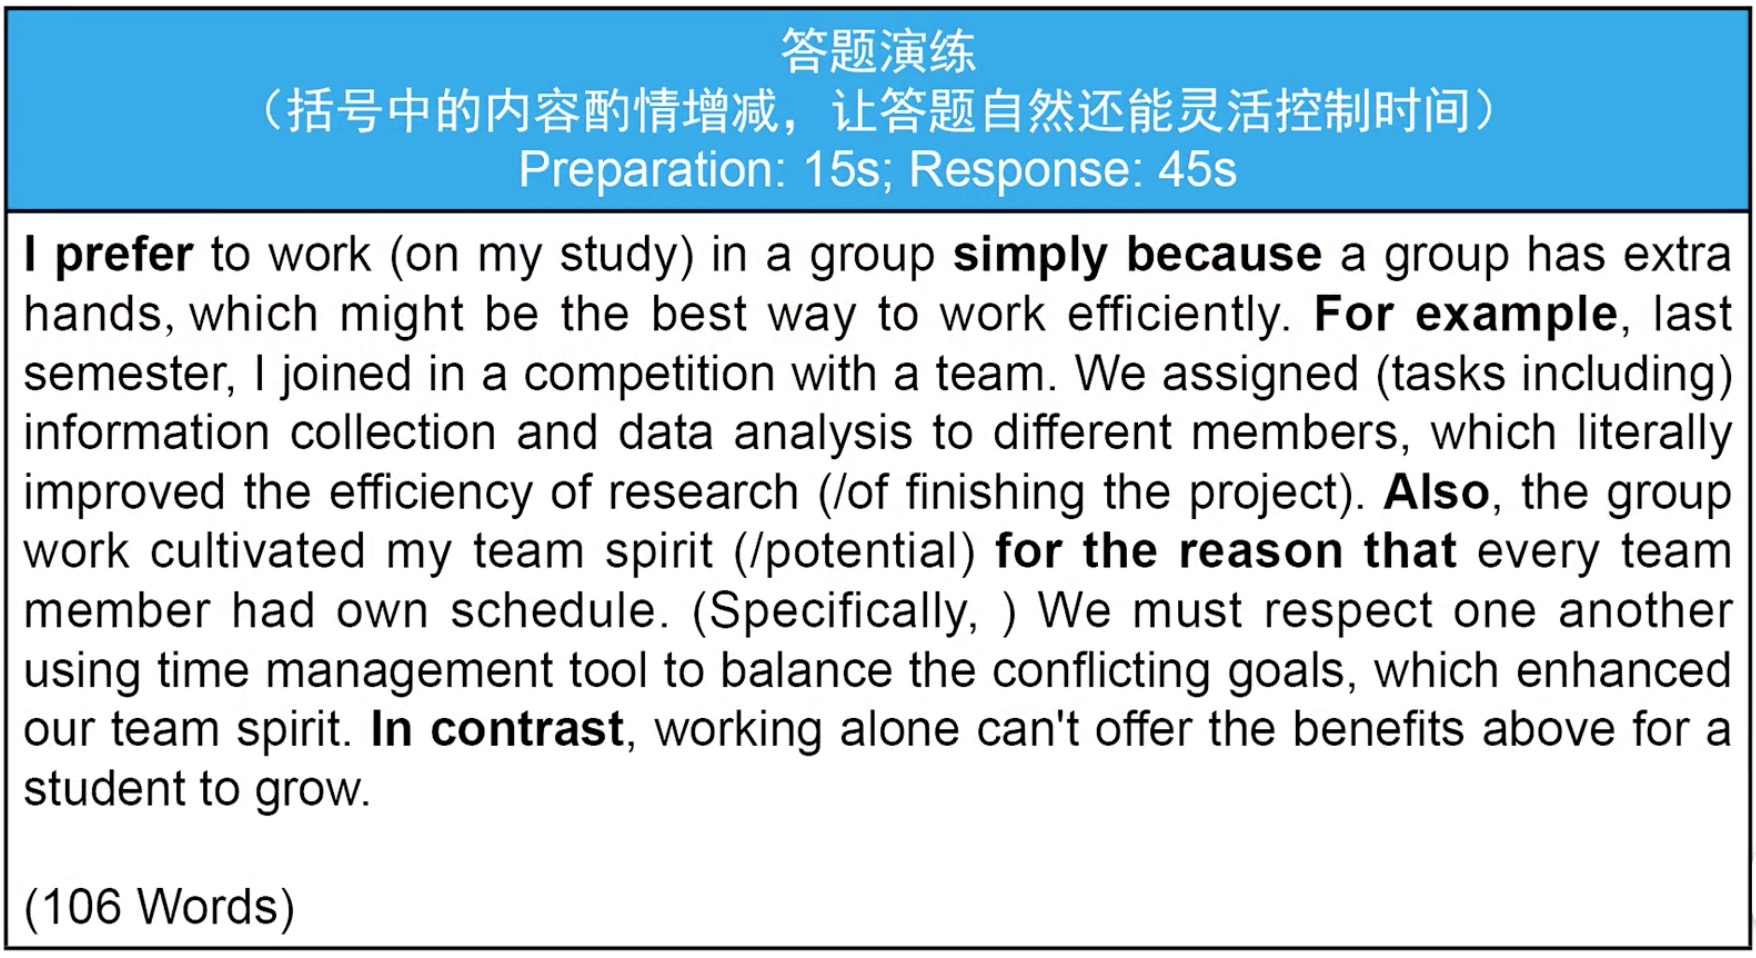 答题演练
（括号中的内容酌情增减，让答题自然还能灵活控制时间）
Preparation: 15s; Response: 45s
I prefer to work (on my study) in a group simply because a group has extra
hands, which might be the best way to work efficiently. For example, last
semester, I joined in a competition with a team. We assigned (tasks including)
information collection and data analysis to different members, which literally
improved the efficiency of research (/of finishing the project). Also, the group
work cultivated my team spirit (/potential) for the reason that every team
member had own schedule. (Specifically, ) We must respect one another
using time management tool to balance the conflicting goals, which enhanced
our team spirit. In contrast, working alone can't offer the benefits above for a
student to grow.
(106 Words)